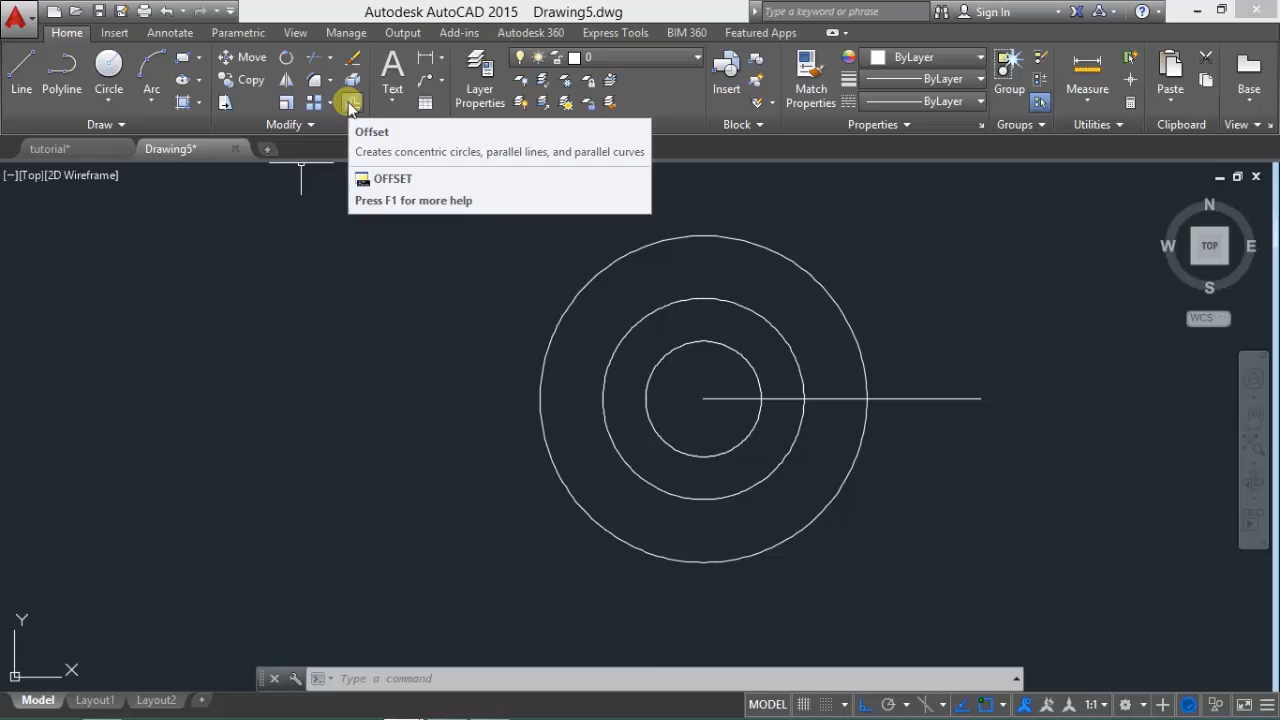 Autodesk AutoCAD 2015 Drawing5.dwg
Type a keyword or phrase
Sign In
Home Insert Annotate Parametric View Manage Output Add-ins Autodesk 360 Express Tools BIM 360 Featured Apps
Line
Polyline
Circle
Arc
Move
Copy
Text
Layer
Properties
0
Insert
Match
Properties
ByLayer
ByLayer
ByLayer
Group
Measure
Paste
Base
Draw Modify Block Properties Groups Utilities Clipboard View
tutorial* Drawing5*
Offset
Creates concentric circles, parallel lines, and parallel curves
OFFSET
Press F1 for more help
[−][Top][2D Wireframe]
N
W TOP E
S
WCS
Y
X
Type a command
Model Layout1 Layout2 +
MODEL 1:1